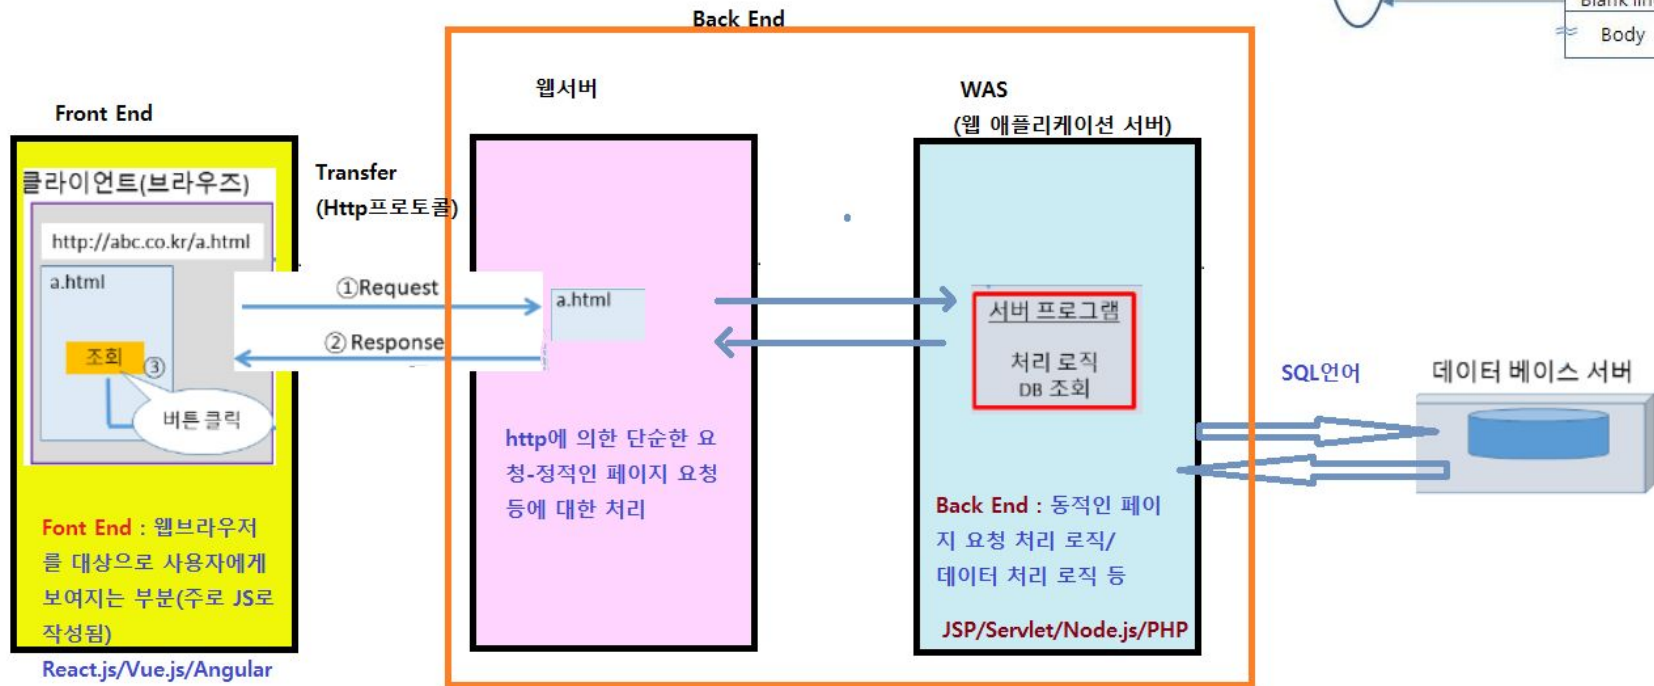 Back End
Body
Front End
클라이언트(브라우즈)
http://abc.co.kr/a.html
a.html
조회
③
버튼 클릭
Font End : 웹브라우저
를 대상으로 사용자에게
보여지는 부분(주로 JS로
작성됨)
React.js/Vue.js/Angular
Transfer
(Http프로토콜)
①Request
② Response
웹서버
a.html
http에 의한 단순한 요
청-정적인 페이지 요청
등에 대한 처리
WAS
(웹 애플리케이션 서버)
서버 프로그램
처리 로직
DB 조회
Back End : 동적인 페이
지 요청 처리 로직/
데이터 처리 로직 등
JSP/Servlet/Node.js/PHP
SQL언어
데이터 베이스 서버